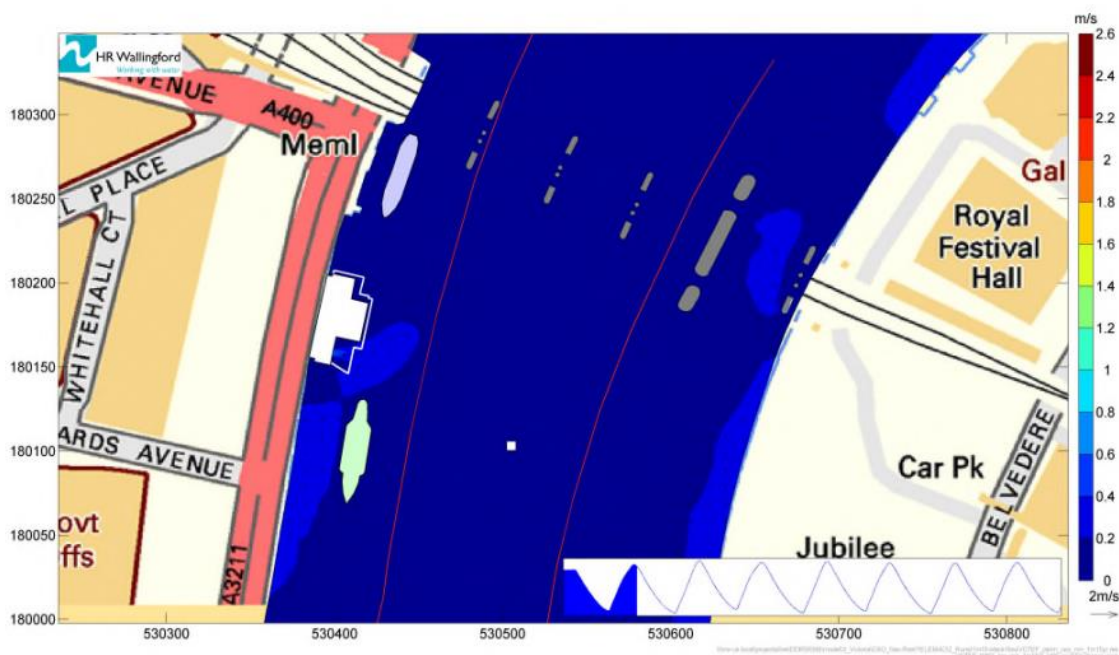 m/s
2.6
2.4
2.2
2
1.8
1.6
1.4
1.2
1
0.8
0.6
0.4
0.2
0
2m/s
HR Wallingford
Working with water
AVENUE
A400
Meml
L PLACE
WHITEHALL CT
ARDS AVENUE
ovt
ffs
A3211
Gal
Royal
Festival
Hall
Car Pk
BELVEDERE
Jubilee
180300
180250
180200
180150
180100
180050
180000
530300
530400
530500
530600
530700
530800